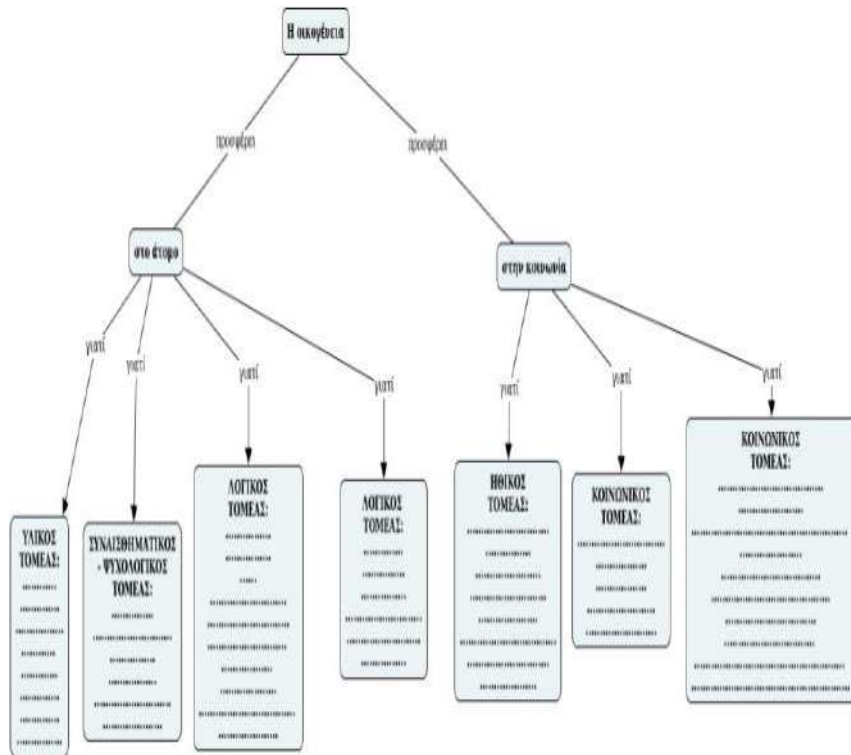 Η οικογένεια
προσφέρει
προσφέρει
στο άτομο
στην κοινωνία
γιατί
γιατί
γιατί
γιατί
γιατί
γιατί
γιατί
ΥΛΙΚΟΣ
ΤΟΜΕΑΣ:
ΣΥΝΑΙΣΘΗΜΑΤΙΚΟΣ
- ΨΥΧΟΛΟΓΙΚΟΣ
ΤΟΜΕΑΣ:
ΛΟΓΙΚΟΣ
ΤΟΜΕΑΣ:
ΛΟΓΙΚΟΣ
ΤΟΜΕΑΣ:
ΗΘΙΚΟΣ
ΤΟΜΕΑΣ:
ΚΟΙΝΩΝΙΚΟΣ
ΤΟΜΕΑΣ:
ΚΟΙΝΩΝΙΚΟΣ
ΤΟΜΕΑΣ: